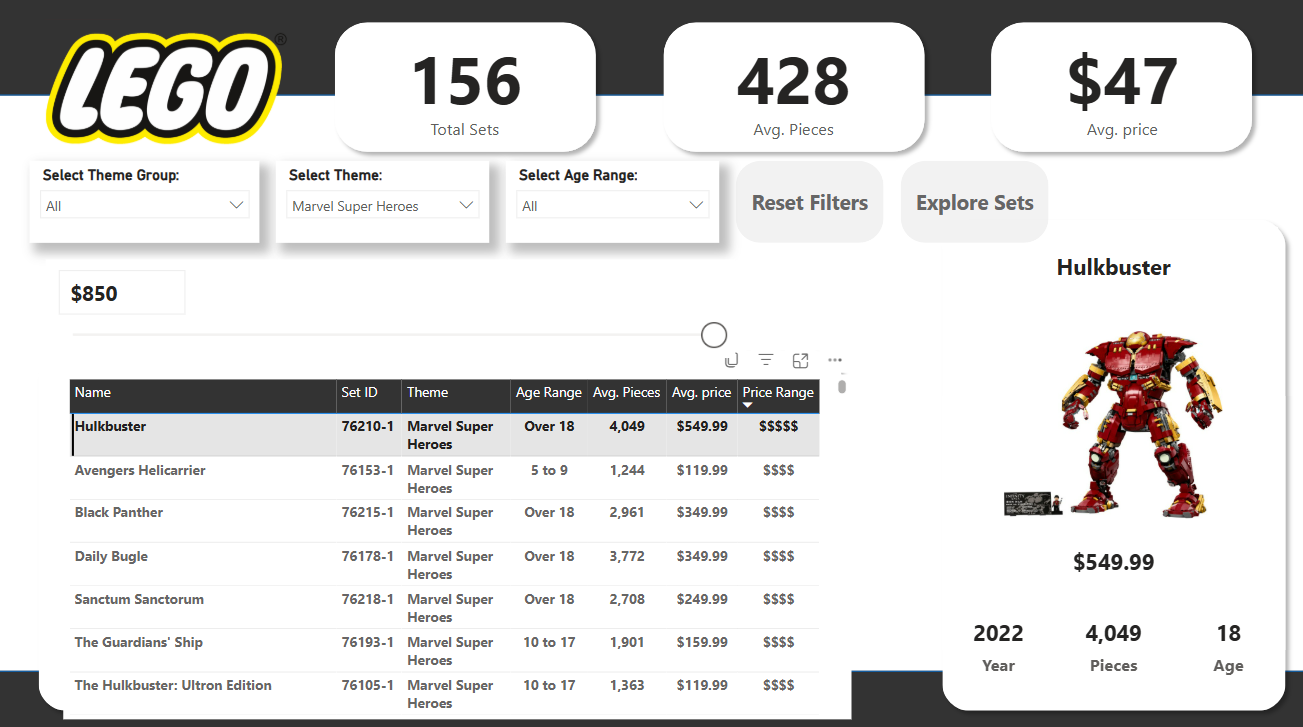 LEGO®
156
Total Sets
428
Avg. Pieces
$47
Avg. price
Select Theme Group:
All
Select Theme:
Marvel Super Heroes
Select Age Range:
All
Reset Filters
Explore Sets
$850
Name Set ID Theme Age Range Avg. Pieces Avg. price Price Range
Hulkbuster 76210-1 Marvel Super Over 18 4,049 $549.99 $$$$$
Heroes
Avengers Helicarrier 76153-1 Marvel Super 5 to 9 1,244 $119.99 $$$$
Heroes
Black Panther 76215-1 Marvel Super Over 18 2,961 $349.99 $$$$
Heroes
Daily Bugle 76178-1 Marvel Super Over 18 3,772 $349.99 $$$$
Heroes
Sanctum Sanctorum 76218-1 Marvel Super Over 18 2,708 $249.99 $$$$
Heroes
The Guardians' Ship 76193-1 Marvel Super 10 to 17 1,901 $159.99 $$$$
Heroes
The Hulkbuster: Ultron Edition 76105-1 Marvel Super 10 to 17 1,363 $119.99 $$$$
Heroes
Hulkbuster
$549.99
2022
Year
4,049
Pieces
18
Age